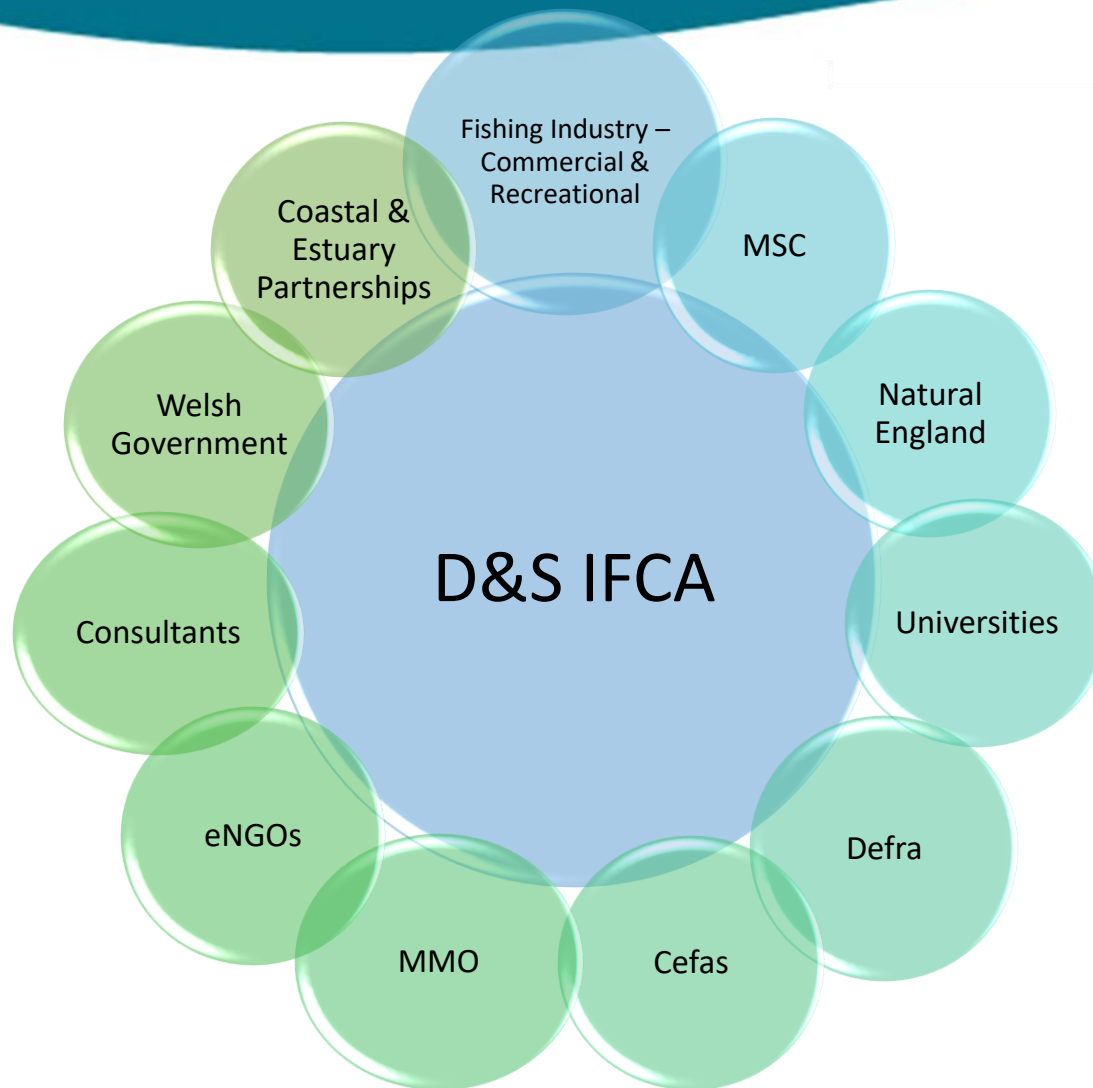 Fishing Industry –
Commercial &
Recreational
MSC
Natural
England
Universities
Defra
Cefas
MMO
eNGOs
Consultants
Welsh
Government
Coastal &
Estuary
Partnerships
D&S IFCA